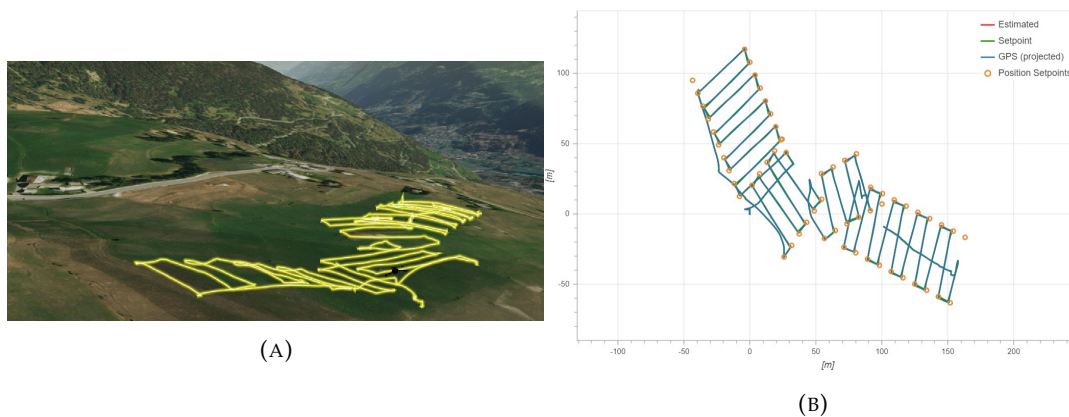 Estimated
Setpoint
GPS (projected)
Position Setpoints
100
50
0
-50
[m]
-100
-50
0
50
100
150
200
[m]
(A)
(B)